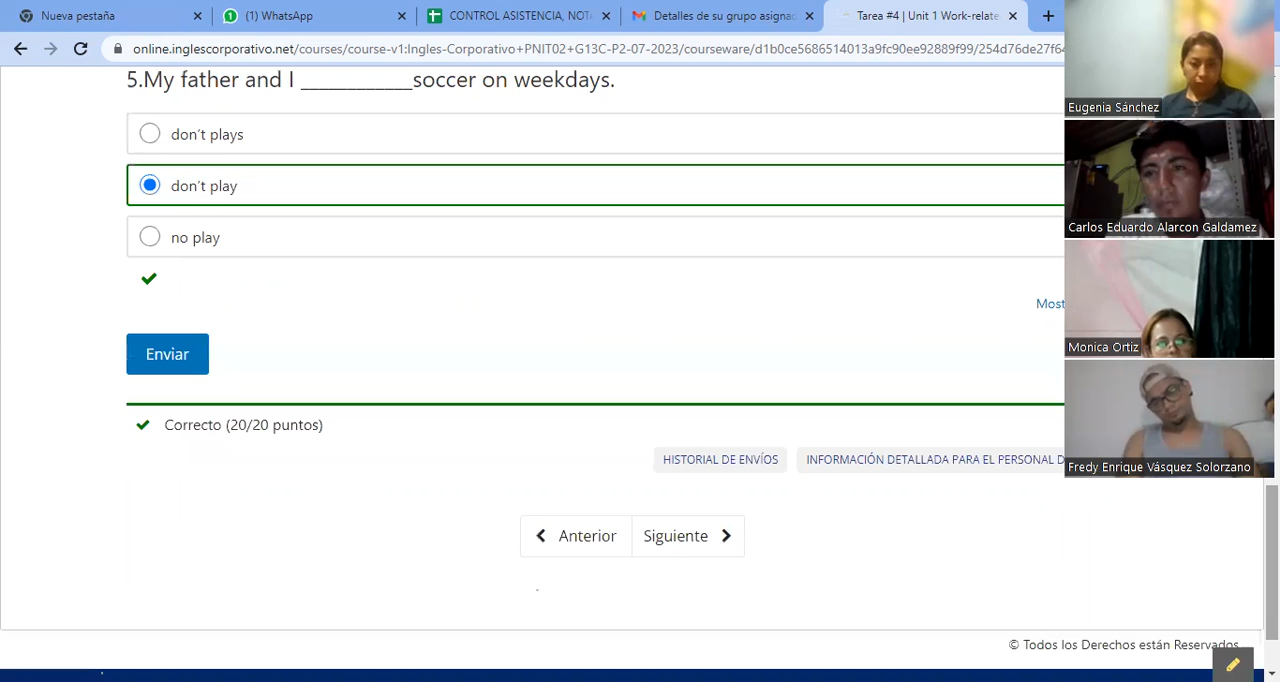 Nueva pestaña
(1) WhatsApp
CONTROL ASISTENCIA, NOTA
Detalles de su grupo asignad
Tarea #4 | Unit 1 Work-relate
online.inglescorporativo.net/courses/course-v1:Ingles-Corporativo+PNIT02+G13C-P2-07-2023/courseware/d1b0ce5686514013a9fc90ee92889f99/254d76de27f64
5.My father and I ____________soccer on weekdays.
don’t plays
don’t play
no play
Most
Enviar
Correcto (20/20 puntos)
HISTORIAL DE ENVÍOS
INFORMACIÓN DETALLADA PARA EL PERSONAL D
Anterior
Siguiente
© Todos los Derechos están Reservados
Eugenia Sánchez
Carlos Eduardo Alarcon Galdamez
Monica Ortiz
Fredy Enrique Vásquez Solorzano